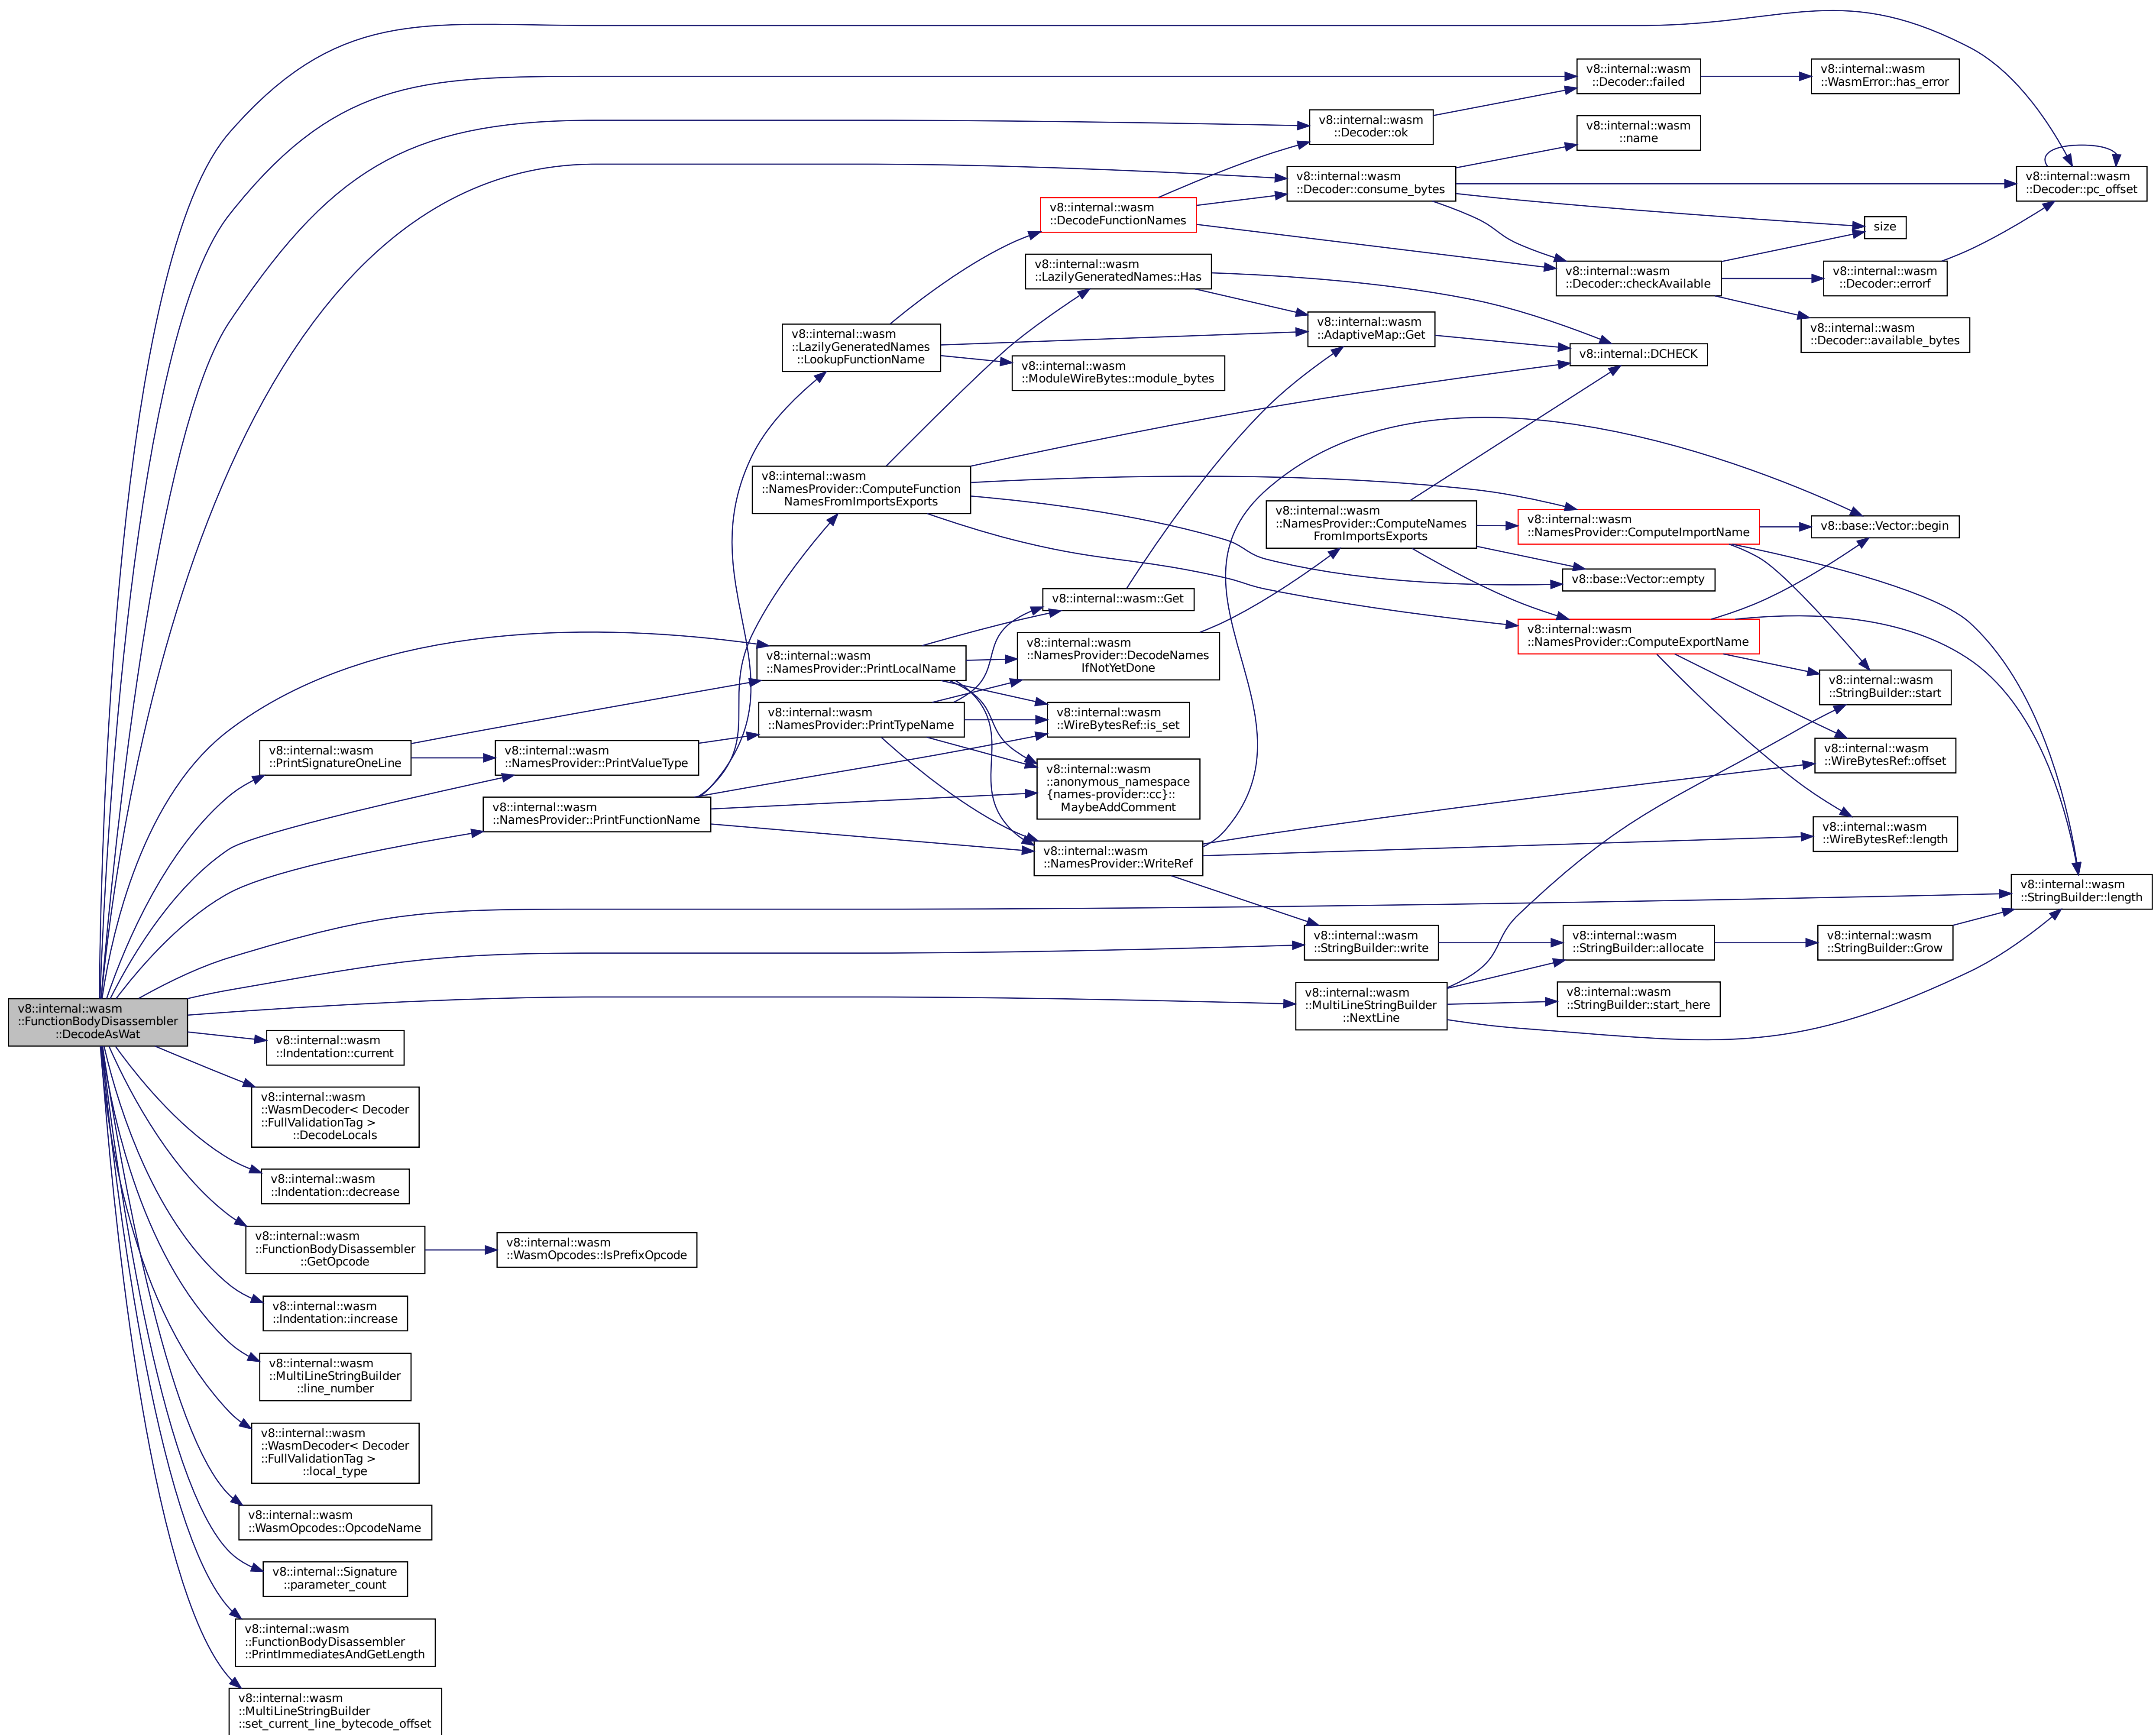 v8::internal::wasm
::FunctionBodyDisassembler
::DecodeAsWat
v8::internal::wasm
::PrintSignatureOneLine
v8::internal::wasm
::NamesProvider::PrintValueType
v8::internal::wasm
::NamesProvider::PrintFunctionName
v8::internal::wasm
::Indentation::current
v8::internal::wasm
::WasmDecoder< Decoder
::FullValidationTag >
::DecodeLocals
v8::internal::wasm
::Indentation::decrease
v8::internal::wasm
::FunctionBodyDisassembler
::GetOpcode
v8::internal::wasm
::WasmOpcodes::IsPrefixOpcode
v8::internal::wasm
::Indentation::increase
v8::internal::wasm
::MultiLineStringBuilder
::line_number
v8::internal::wasm
::WasmDecoder< Decoder
::FullValidationTag >
::local_type
v8::internal::wasm
::WasmOpcodes::OpcodeName
v8::internal::Signature
::parameter_count
v8::internal::wasm
::FunctionBodyDisassembler
::PrintImmediatesAndGetLength
v8::internal::wasm
::MultiLineStringBuilder
::set_current_line_bytecode_offset
v8::internal::wasm
::LazilyGeneratedNames
::LookupFunctionName
v8::internal::wasm
::NamesProvider::ComputeFunction
NamesFromImportsExports
v8::internal::wasm
::NamesProvider::PrintLocalName
v8::internal::wasm
::NamesProvider::PrintTypeName
v8::internal::wasm
::DecodeFunctionNames
v8::internal::wasm
::LazilyGeneratedNames::Has
v8::internal::wasm
::ModuleWireBytes::module_bytes
v8::internal::wasm::Get
v8::internal::wasm
::NamesProvider::DecodeNames
IfNotYetDone
v8::internal::wasm
::WireBytesRef::is_set
v8::internal::wasm
::anonymous_namespace
{names-provider::cc}::
MaybeAddComment
v8::internal::wasm
::NamesProvider::WriteRef
v8::internal::wasm
::Decoder::ok
v8::internal::wasm
::Decoder::consume_bytes
v8::internal::wasm
::AdaptiveMap::Get
v8::internal::wasm
::NamesProvider::ComputeNames
FromImportsExports
v8::internal::wasm
::StringBuilder::write
v8::internal::wasm
::MultiLineStringBuilder
::NextLine
v8::internal::wasm
::Decoder::failed
v8::internal::wasm
::name
v8::internal::wasm
::Decoder::checkAvailable
v8::internal::DCHECK
v8::internal::wasm
::NamesProvider::ComputeImportName
v8::base::Vector::empty
v8::internal::wasm
::NamesProvider::ComputeExportName
v8::internal::wasm
::StringBuilder::allocate
v8::internal::wasm
::StringBuilder::start_here
v8::internal::wasm
::WasmError::has_error
size
v8::internal::wasm
::Decoder::errorf
v8::internal::wasm
::Decoder::available_bytes
v8::base::Vector::begin
v8::internal::wasm
::StringBuilder::start
v8::internal::wasm
::WireBytesRef::offset
v8::internal::wasm
::WireBytesRef::length
v8::internal::wasm
::StringBuilder::Grow
v8::internal::wasm
::Decoder::pc_offset
v8::internal::wasm
::StringBuilder::length